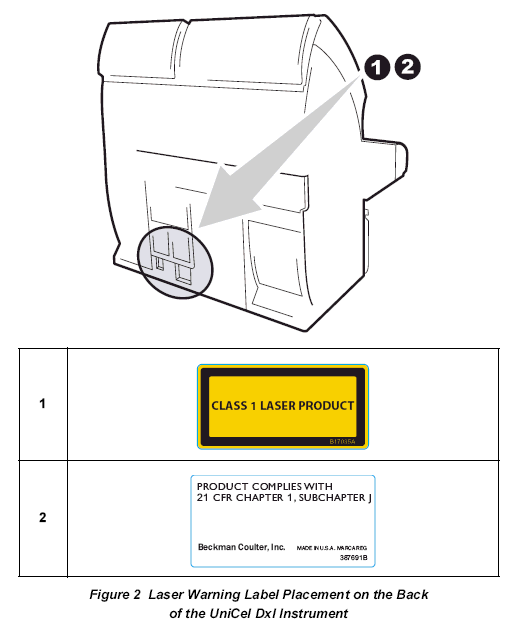 1 2
1
CLASS 1 LASER PRODUCT
B17035A
2
PRODUCT COMPLIES WITH
21 CFR CHAPTER 1, SUBCHAPTER J
Beckman Coulter, Inc. MADE IN U.S.A. MARCA REG.
387691B
Figure 2 Laser Warning Label Placement on the Back
of the UniCel DxI Instrument